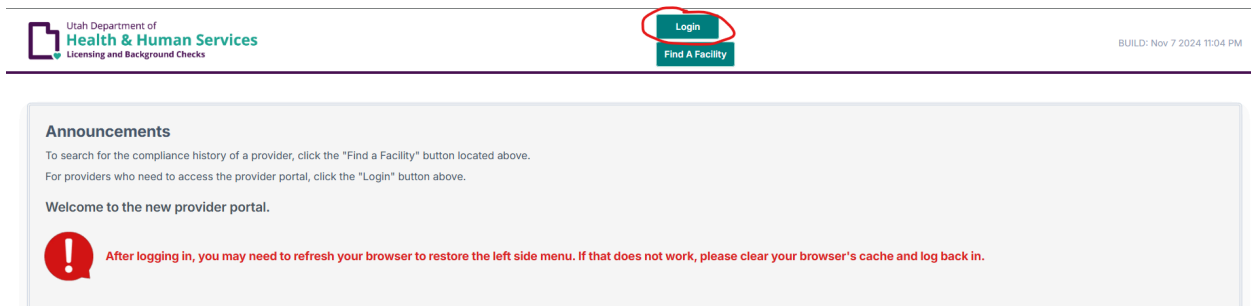 Utah Department of
Health & Human Services
Licensing and Background Checks
Login
Find A Facility
BUILD: Nov 7 2024 11:04 PM
Announcements
To search for the compliance history of a provider, click the "Find a Facility" button located above.
For providers who need to access the provider portal, click the "Login" button above.
Welcome to the new provider portal.
After logging in, you may need to refresh your browser to restore the left side menu. If that does not work, please clear your browser's cache and log back in.